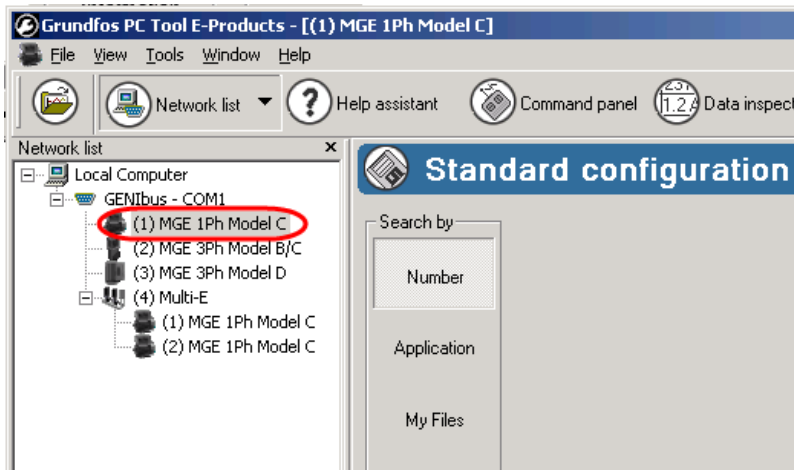 Grundfos PC Tool E-Products - [(1) MGE 1Ph Model C]
File View Tools Window Help
Network list Help assistant Command panel Data inspect
Network list x
Standard configuration
Local Computer
GENIbus - COM1
(1) MGE 1Ph Model C
(2) MGE 3Ph Model B/C
(3) MGE 3Ph Model D
(4) Multi-E
(1) MGE 1Ph Model C
(2) MGE 1Ph Model C
Search by
Number
Application
My Files